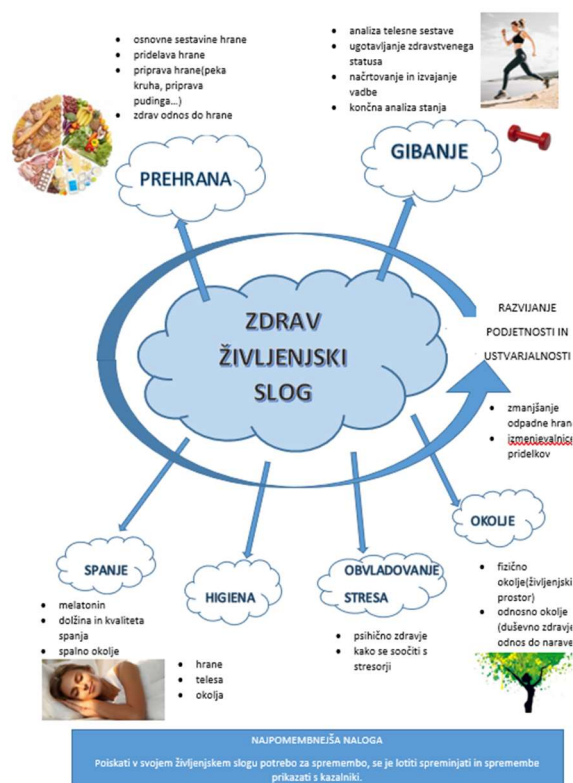 • osnovne sestavine hrane
• pridelava hrane
• priprava hrane(peka
kruha, priprava
pudinga...)
• zdrav odnos do hrane
• analiza telesne sestave
• ugotavljanje zdravstvenega
statusa
• načrtovanje in izvajanje
vadbe
• končna analiza stanja
PREHRANA
GIBANJE
ZDRAV
ŽIVLJENJSKI
SLOG
RAZVIJANJE
PODJETNOSTI IN
USTVARJALNOSTI
• zmanjšanje
odpadne hran
• izmenjevalnice
pridelkov
SPANJE
• melatonin
• dolžina in kvaliteta
spanja
• spalno okolje
HIGIENA
• hrane
• telesa
• okolja
OBVLADOVANJE
STRESA
• psihično zdravje
• kako se soočiti s
stresorji
OKOLJE
• fizično
okolje(življenjski
prostor)
• odnosno okolje
(duševno zdravje
odnos do narave
NAJPOMEMBNEJŠA NALOGA
Poiskati v svojem življenjskem slogu potrebo za spremembo, se je lotiti spreminjati in spremembe
prikazati s kazalniki.